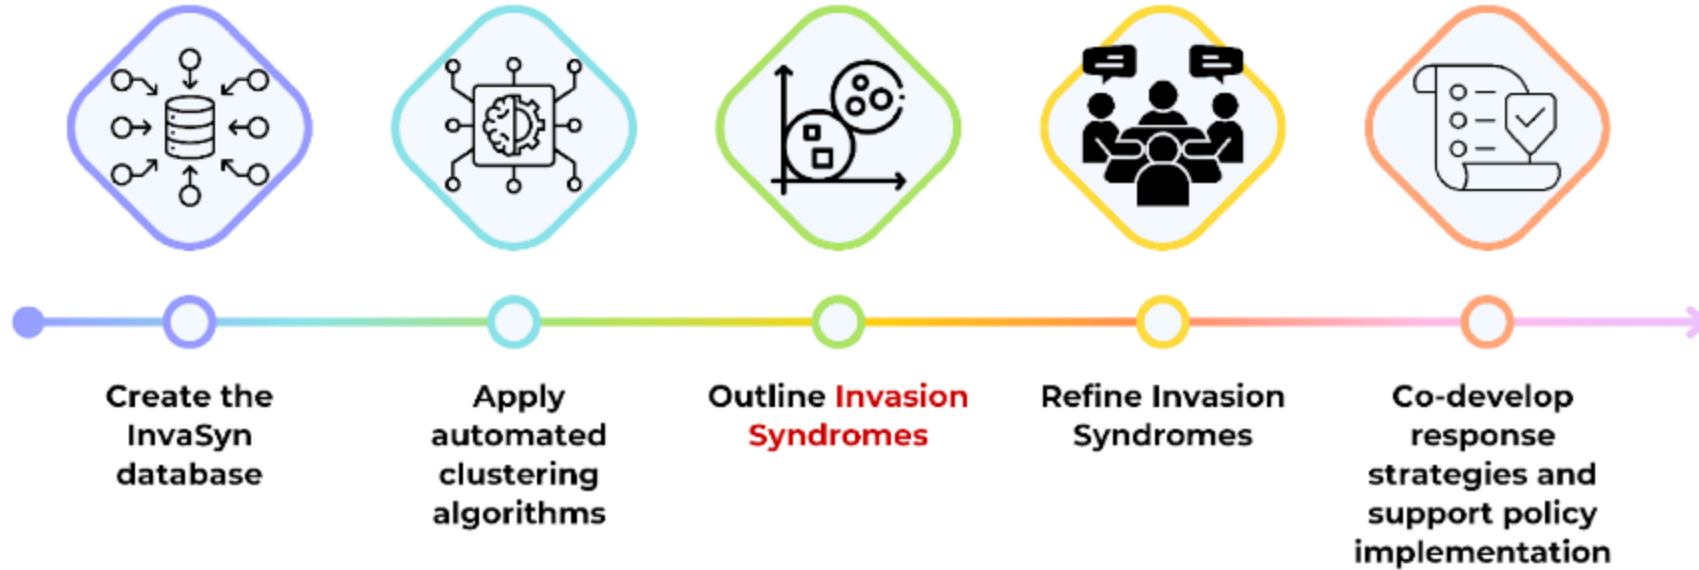 Create the
InvaSyn
database
Apply
automated
clustering
algorithms
Outline Invasion
Syndromes
Refine Invasion
Syndromes
Co-develop
response
strategies and
support policy
implementation